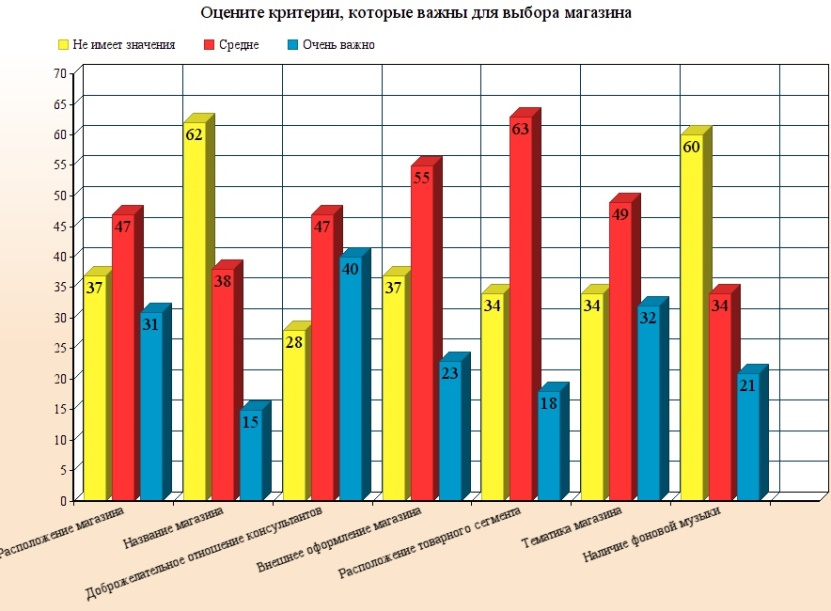 Оцените критерии, которые важны для выбора магазина
Не имеет значения Средне Очень важно
70
65
60
55
50
45
40
35
30
25
20
15
10
5
0
37 47 31
62 38 15
28 47 40
37 55 23
34 63 18
34 49 32
60 34 21
Расположение магазина
Название магазина
Доброжелательное отношение консультантов
Внешнее оформление магазина
Расположение товарного сегмента
Тематика магазина
Наличие фоновой музыки